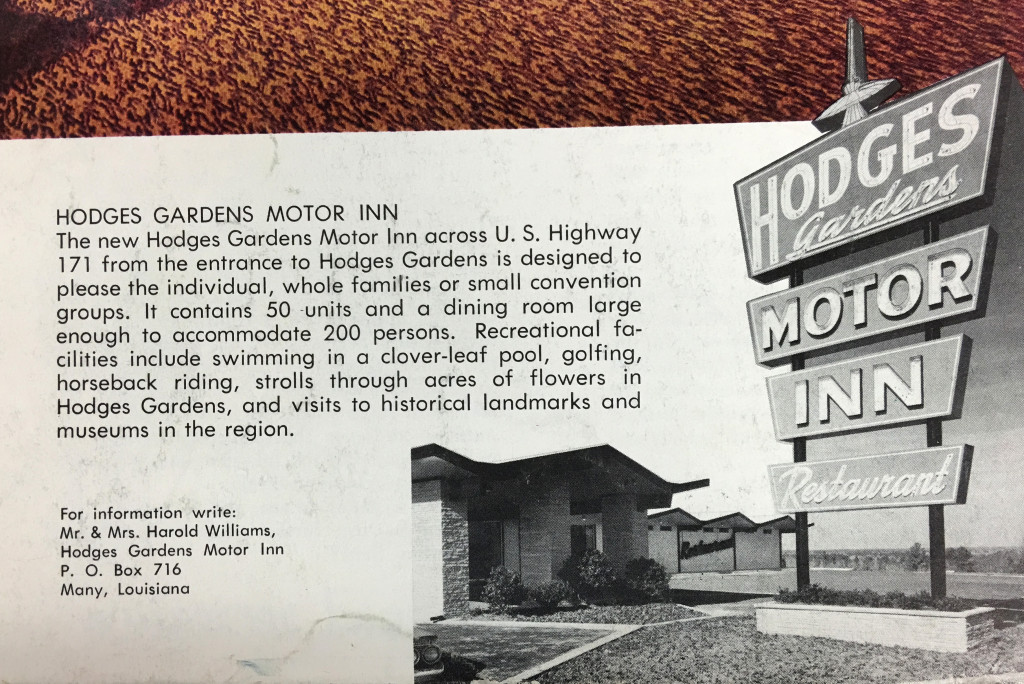 HODGES GARDENS MOTOR INN
The new Hodges Gardens Motor Inn across U. S. Highway
171 from the entrance to Hodges Gardens is designed to
please the individual, whole families or small convention
groups. It contains 50 units and a dining room large
enough to accommodate 200 persons. Recreational fa-
cilities include swimming in a clover-leaf pool, golfing,
horseback riding, strolls through acres of flowers in
Hodges Gardens, and visits to historical landmarks and
museums in the region.
For information write:
Mr. & Mrs. Harold Williams,
Hodges Gardens Motor Inn
P. O. Box 716
Many, Louisiana
HODGES
Gardens
MOTOR
INN
Restaurant
Restaurant